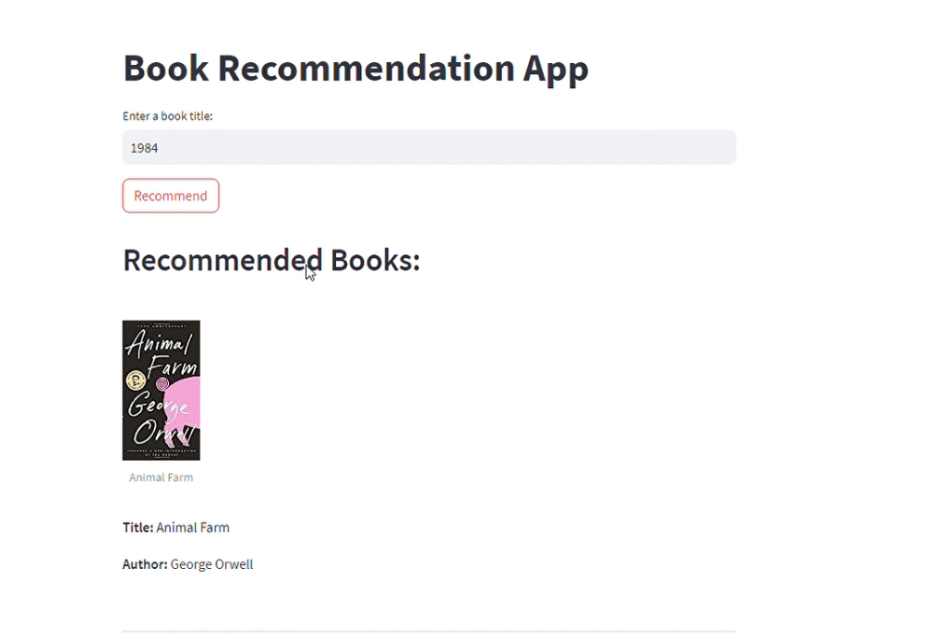 Book Recommendation App
Enter a book title:
1984
Recommend
Recommended Books:
Animal
Farm
George
Orwell
Animal Farm
Title: Animal Farm
Author: George Orwell